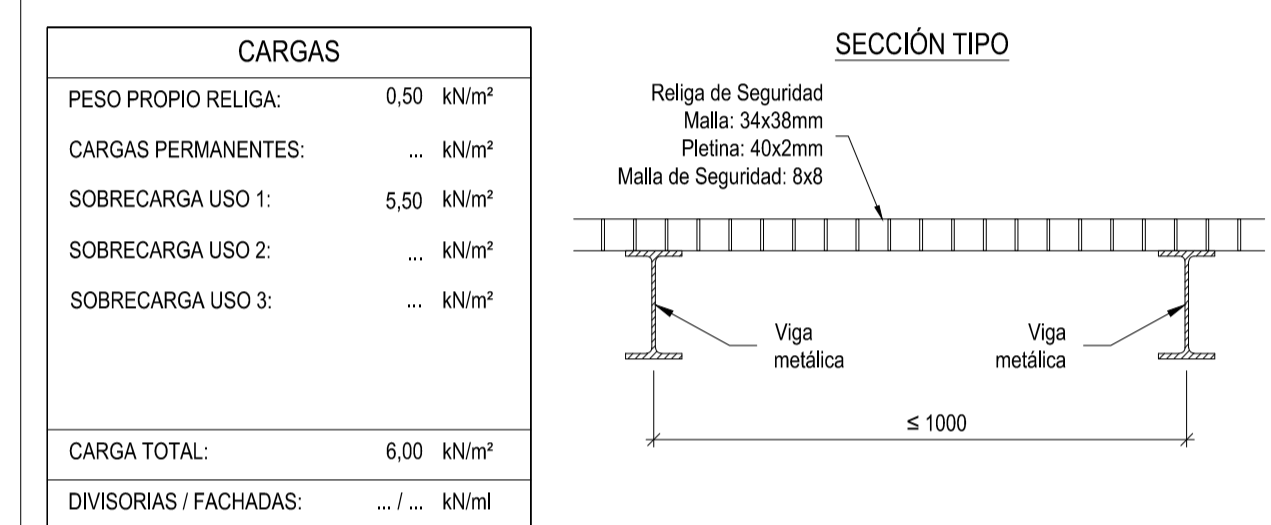 CARGAS
PESO PROPIO RELIGA: 0,50 kN/m²
CARGAS PERMANENTES: ... kN/m²
SOBRECARGA USO 1: 5,50 kN/m²
SOBRECARGA USO 2: ... kN/m²
SOBRECARGA USO 3: ... kN/m²
CARGA TOTAL: 6,00 kN/m²
DIVISORIAS / FACHADAS: ... / ... kN/ml
SECCIÓN TIPO
Religa de Seguridad
Malla: 34x38mm
Pletina: 40x2mm
Malla de Seguridad: 8x8
Viga
metálica
Viga
metálica
≤ 1000